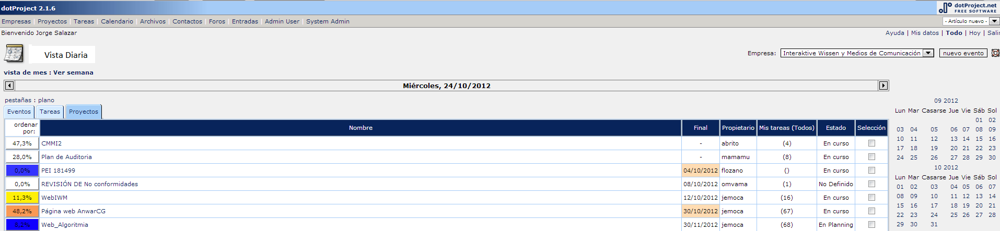 dotProject 2.1.6
dotProject.net
FREE SOFTWARE
Empresas | Proyectos | Tareas | Calendario | Archivos | Contactos | Foros | Entradas | Admin User | System Admin
- Artículo nuevo -
Bienvenido Jorge Salazar
Ayuda | Mis datos | Todo | Hoy | Salir
Vista Diaria
Empresa: Interaktive Wissen y Medios de Comunicación nuevo evento
vista de mes : Ver semana
Miércoles, 24/10/2012
pestañas : plano
Eventos Tareas Proyectos
ordenar por: Nombre Final Propietario Mis tareas (Todos) Estado Selección
47,3% CMMI2 - abrito (4) En curso
28,0% Plan de Auditoria - mamamu (8) En curso
0,0% PEI 181499 04/10/2012 flozano () En curso
0,0% REVISIÓN DE No conformidades 08/10/2012 omvama (1) No Definido
11,3% WebIWM 12/10/2012 jemoca (16) En curso
48,2% Página web AnwarCG 30/10/2012 jemoca (67) En curso
8,2% Web_Algoritmia 30/11/2012 jemoca (68) En Planning
09 2012
Lun Mar Casarse Jue Vie Sáb Sol
01 02
03 04 05 06 07 08 09
10 11 12 13 14 15 16
17 18 19 20 21 22 23
24 25 26 27 28 29 30
10 2012
Lun Mar Casarse Jue Vie Sáb Sol
01 02 03 04 05 06 07
08 09 10 11 12 13 14
15 16 17 18 19 20 21
22 23 24 25 26 27 28
29 30 31